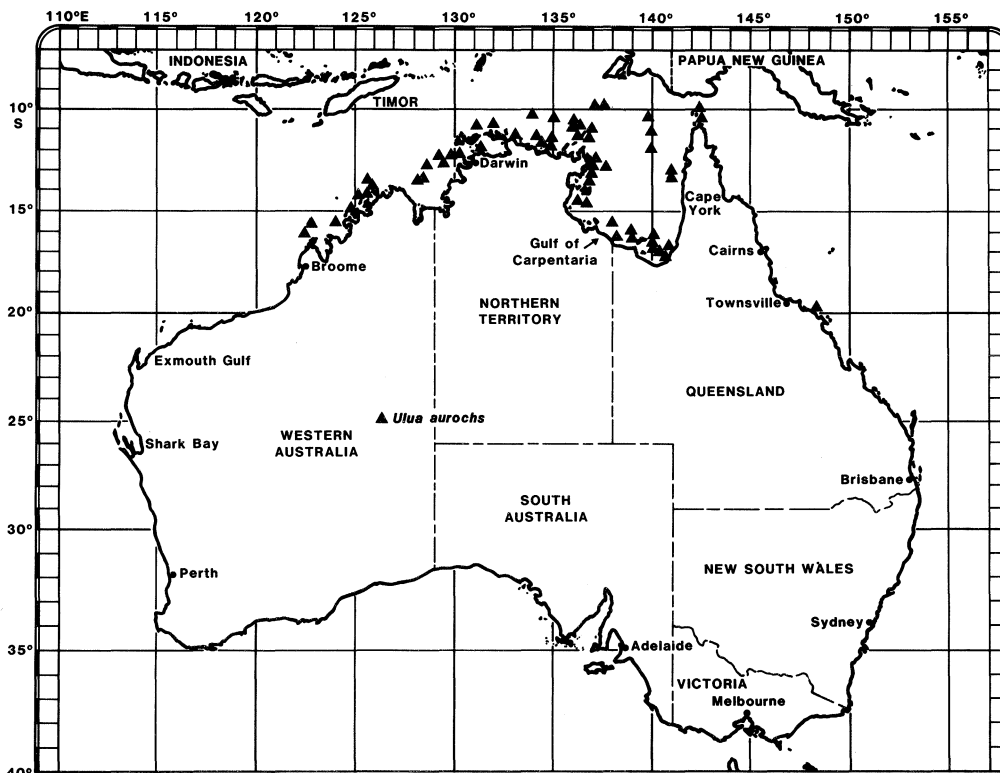 110°E 115° 120° 125° 130° 135° 140° 145° 150° 155°
INDONESIA
PAPUA NEW GUINEA
TIMOR
10°
S
Darwin
15°
Cape
York
Gulf of
Carpentaria
Cairns
Broome
NORTHERN
TERRITORY
Townsville
20°
Exmouth Gulf
QUEENSLAND
25°
Ulua aurochs
Shark Bay
WESTERN
AUSTRALIA
Brisbane
SOUTH
AUSTRALIA
30°
Perth
NEW SOUTH WALES
Sydney
35°
Adelaide
VICTORIA
Melbourne
40°